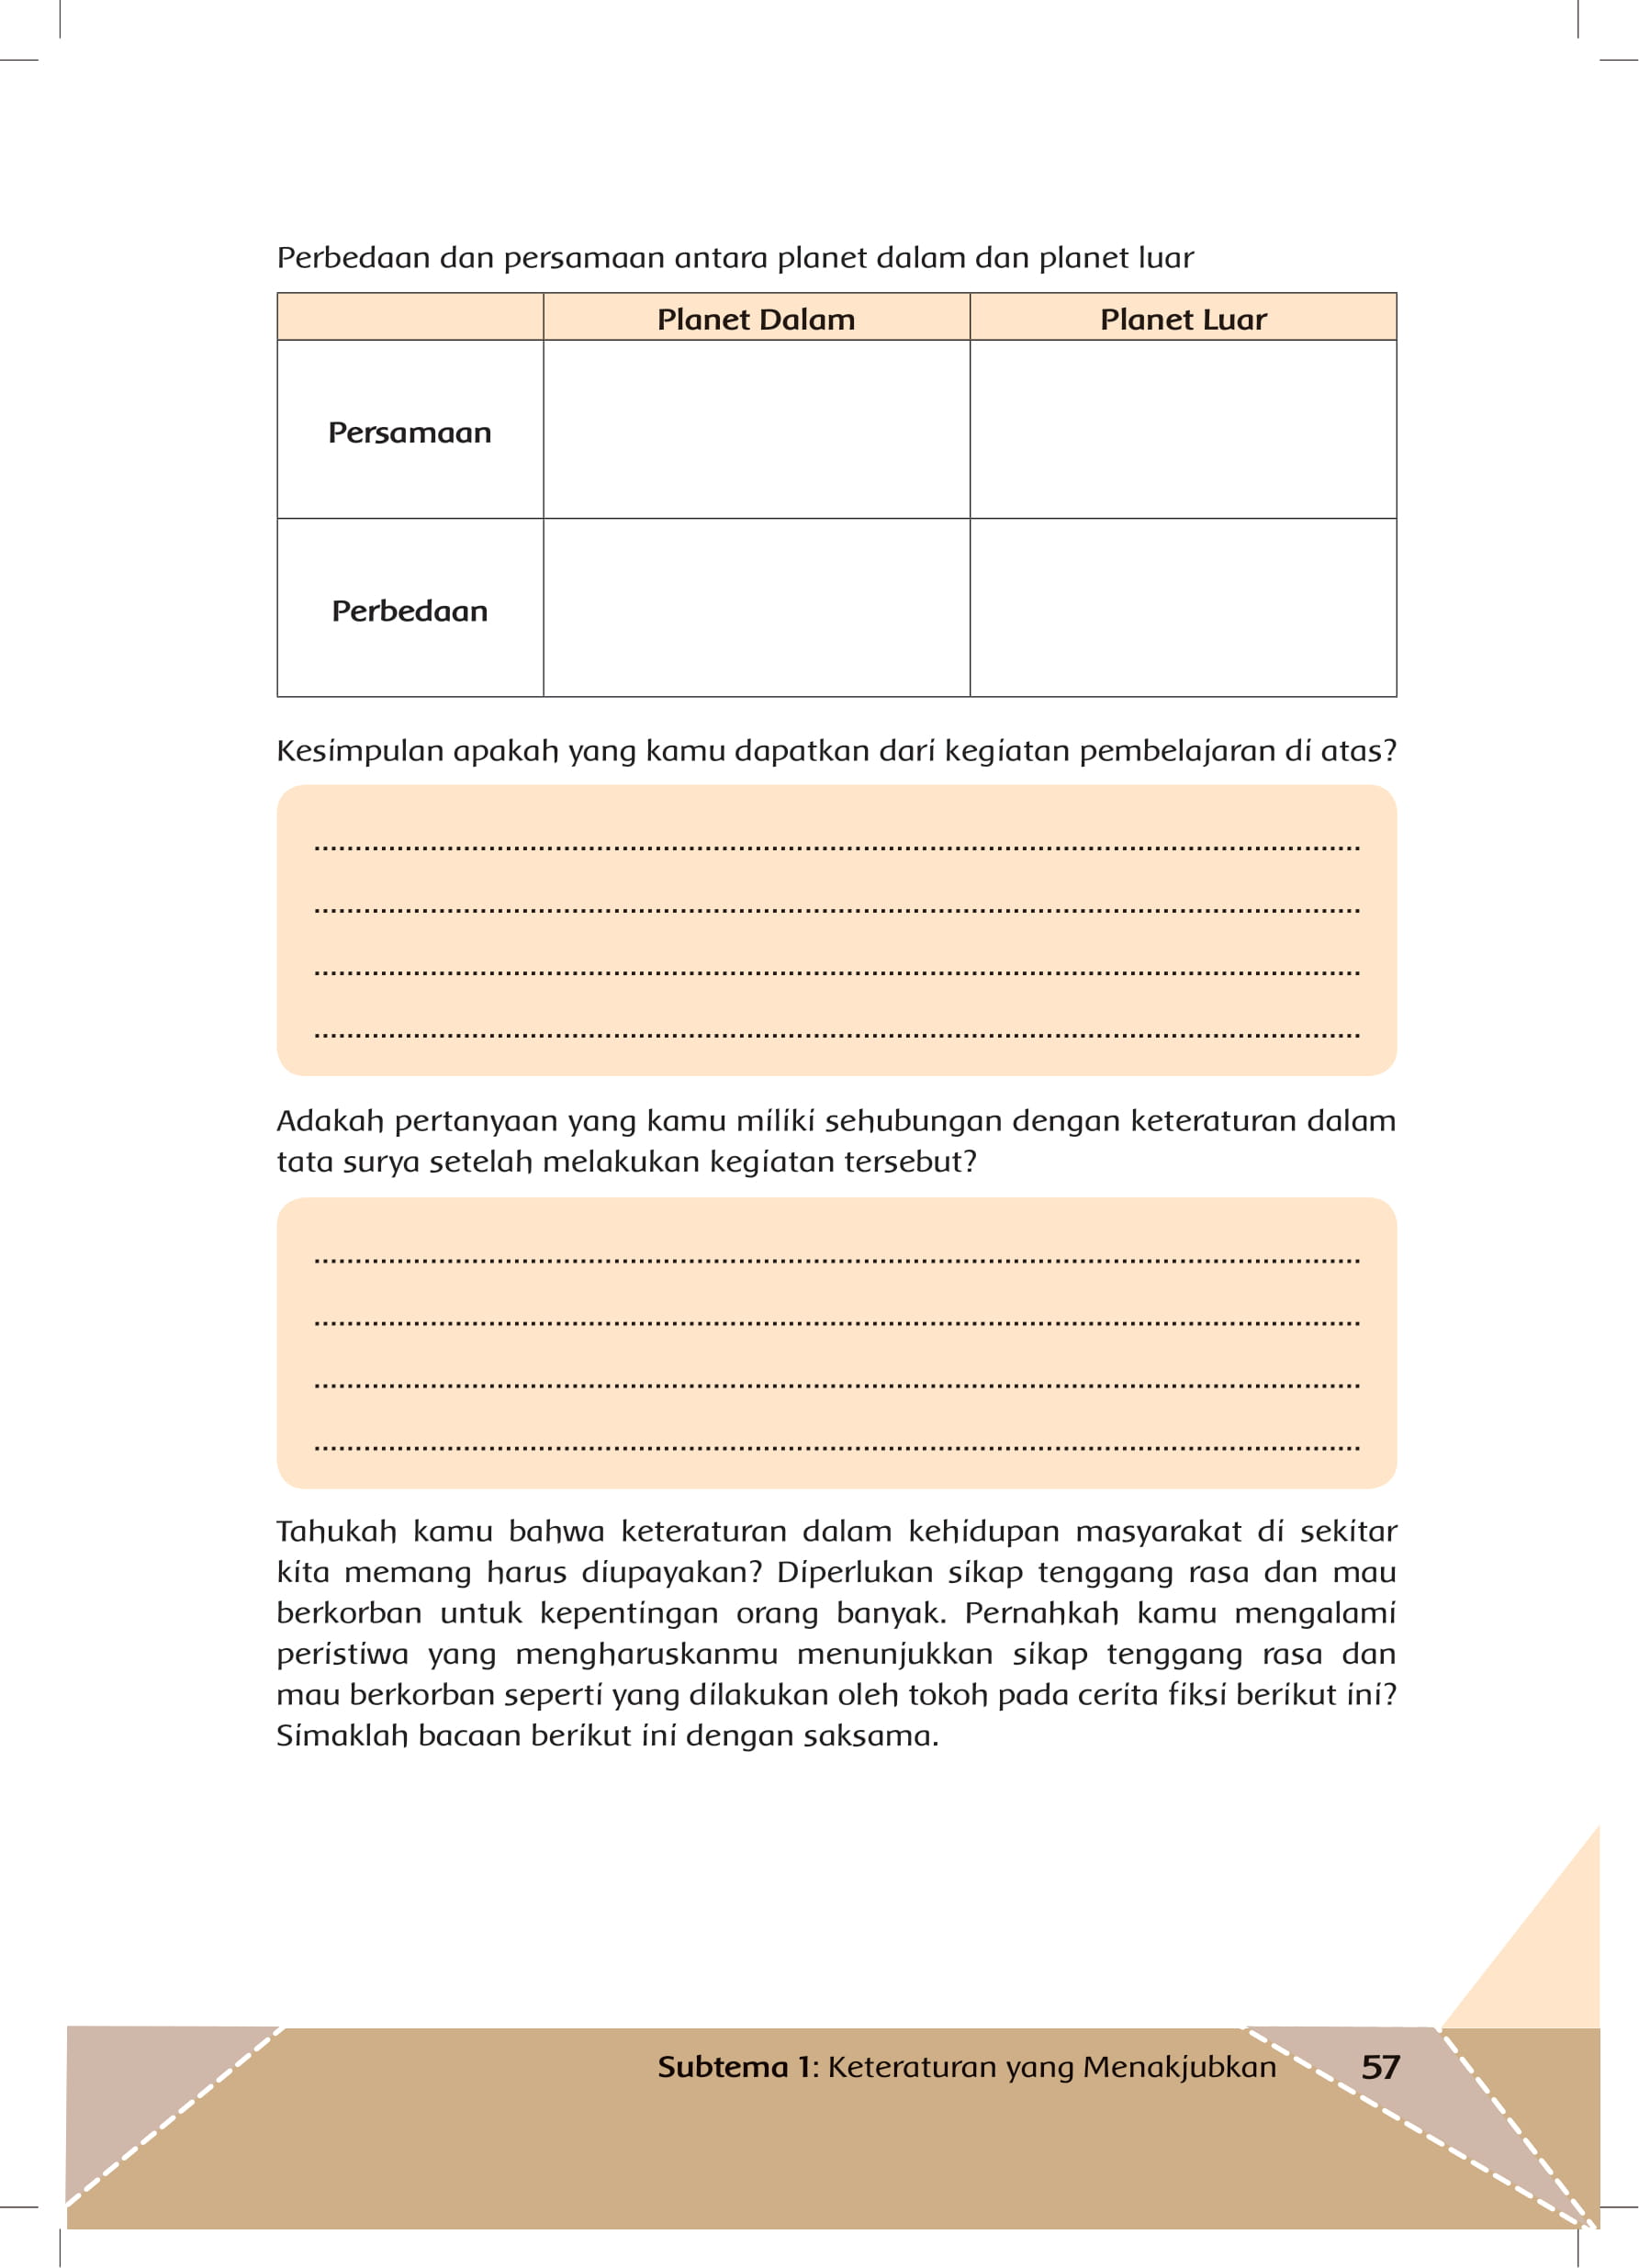 Perbedaan dan persamaan antara planet dalam dan planet luar
Planet Dalam
Planet Luar
Persamaan
Perbedaan
Kesimpulan apakah yang kamu dapatkan dari kegiatan pembelajaran di atas?
Adakah pertanyaan yang kamu miliki sehubungan dengan keteraturan dalam
tata surya setelah melakukan kegiatan tersebut?
Tahukah kamu bahwa keteraturan dalam kehidupan masyarakat di sekitar
kita memang harus diupayakan? Diperlukan sikap tenggang rasa dan mau
berkorban untuk kepentingan orang banyak. Pernahkah kamu mengalami
peristiwa yang mengharuskanmu menunjukkan sikap tenggang rasa dan
mau berkorban seperti yang dilakukan oleh tokoh pada cerita fiksi berikut ini?
Simaklah bacaan berikut ini dengan saksama.
Subtema 1: Keteraturan yang Menakjubkan 57